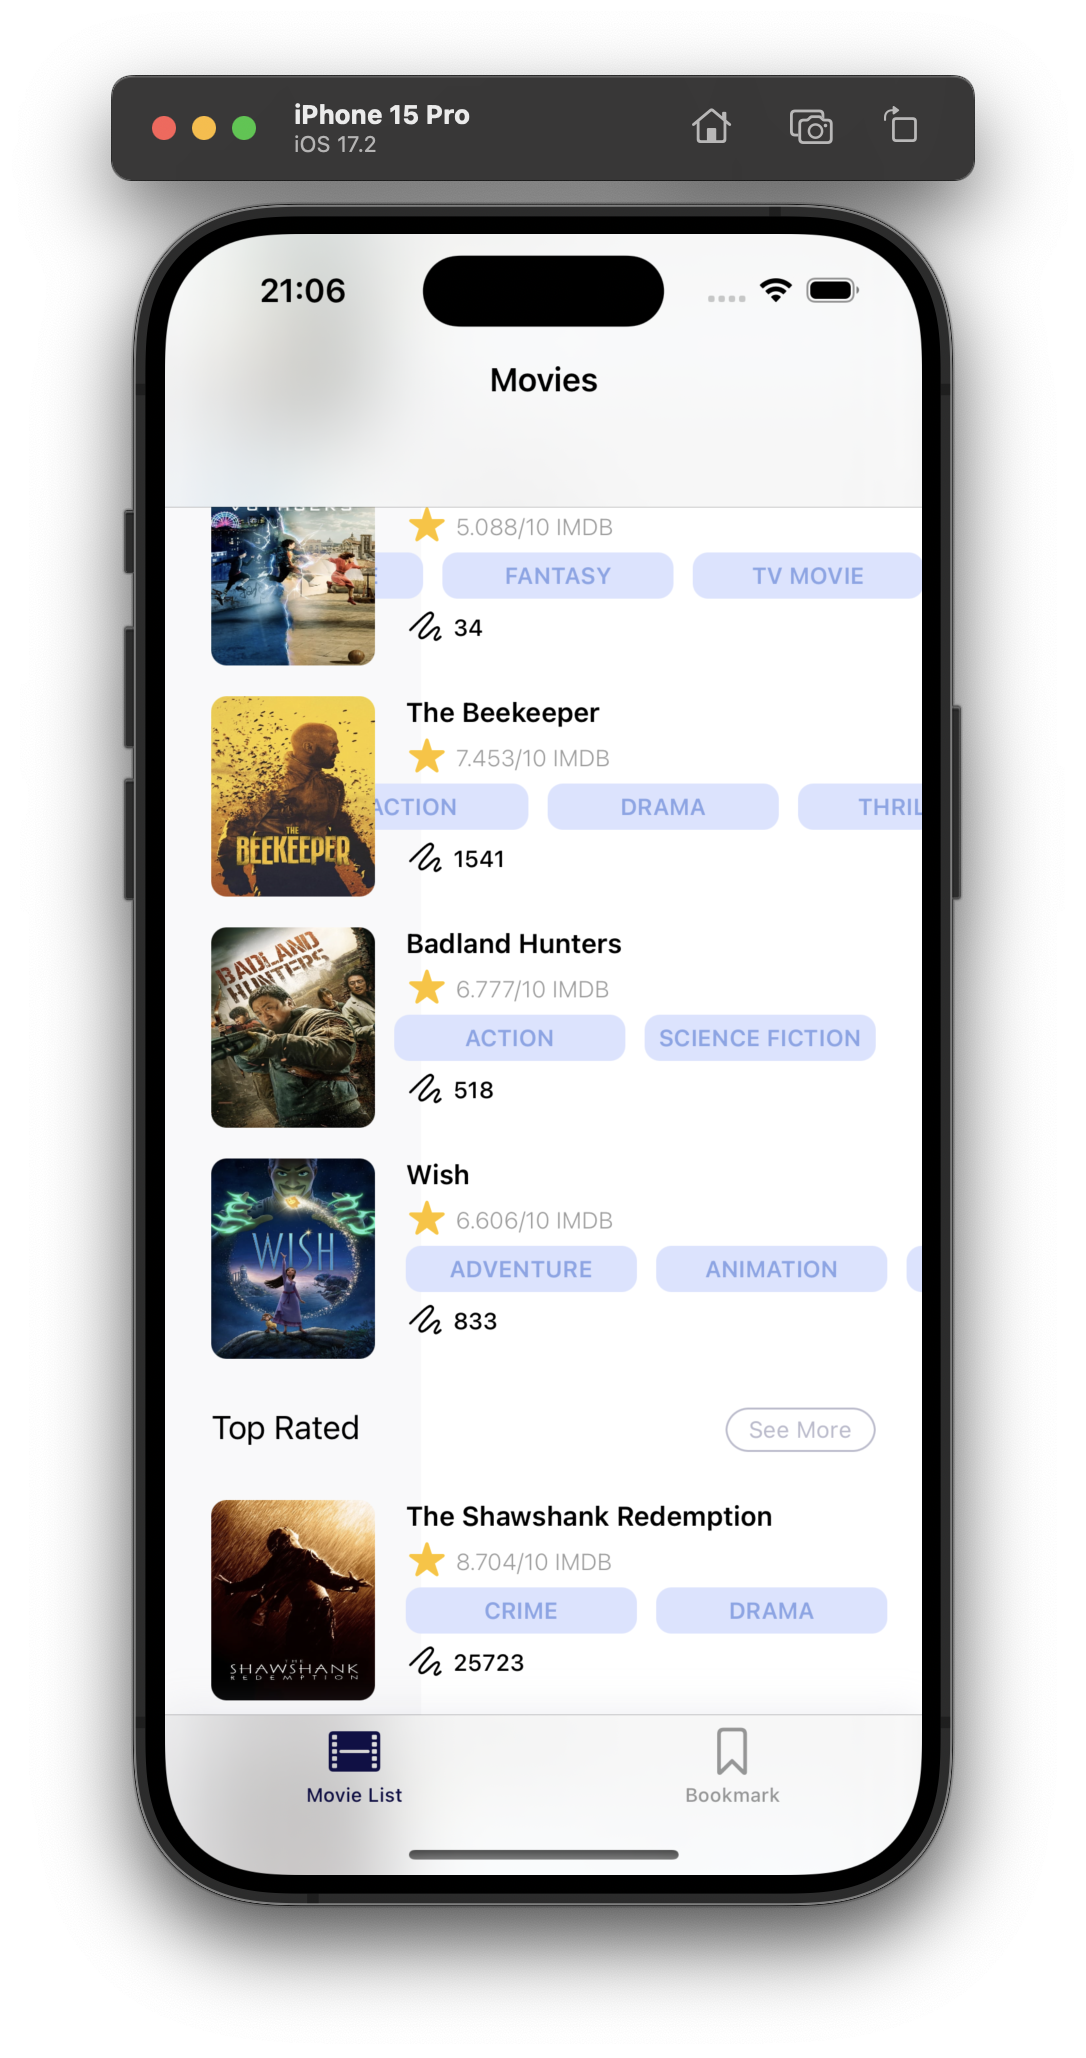 iPhone 15 Pro
iOS 17.2
21:06
Movies
VOYAGERS
5.088/10 IMDB
FANTASY
TV MOVIE
34
THE
BEEKEEPER
The Beekeeper
7.453/10 IMDB
ACTION
DRAMA
THRIL
1541
BADLAND
HUNTERS
Badland Hunters
6.777/10 IMDB
ACTION
SCIENCE FICTION
518
WISH
Wish
6.606/10 IMDB
ADVENTURE
ANIMATION
833
Top Rated
See More
THE
SHAWSHANK
REDEMPTION
The Shawshank Redemption
8.704/10 IMDB
CRIME
DRAMA
25723
Movie List
Bookmark